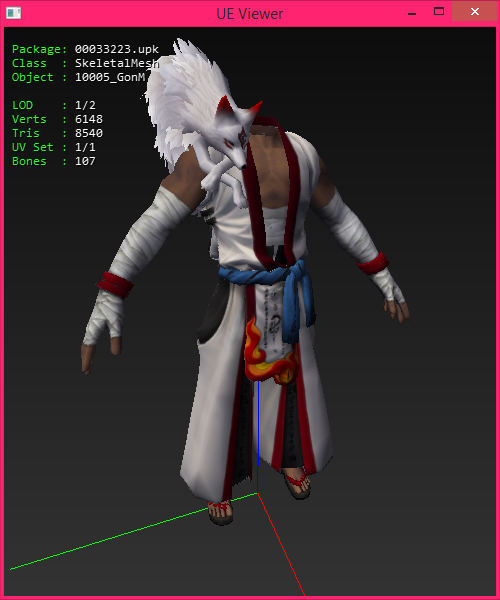 UE Viewer
Package: 00033223.upk
Class : SkeletalMesh
Object : 10005_GonM
LOD : 1/2
Verts : 6148
Tris : 8540
UV Set : 1/1
Bones : 107